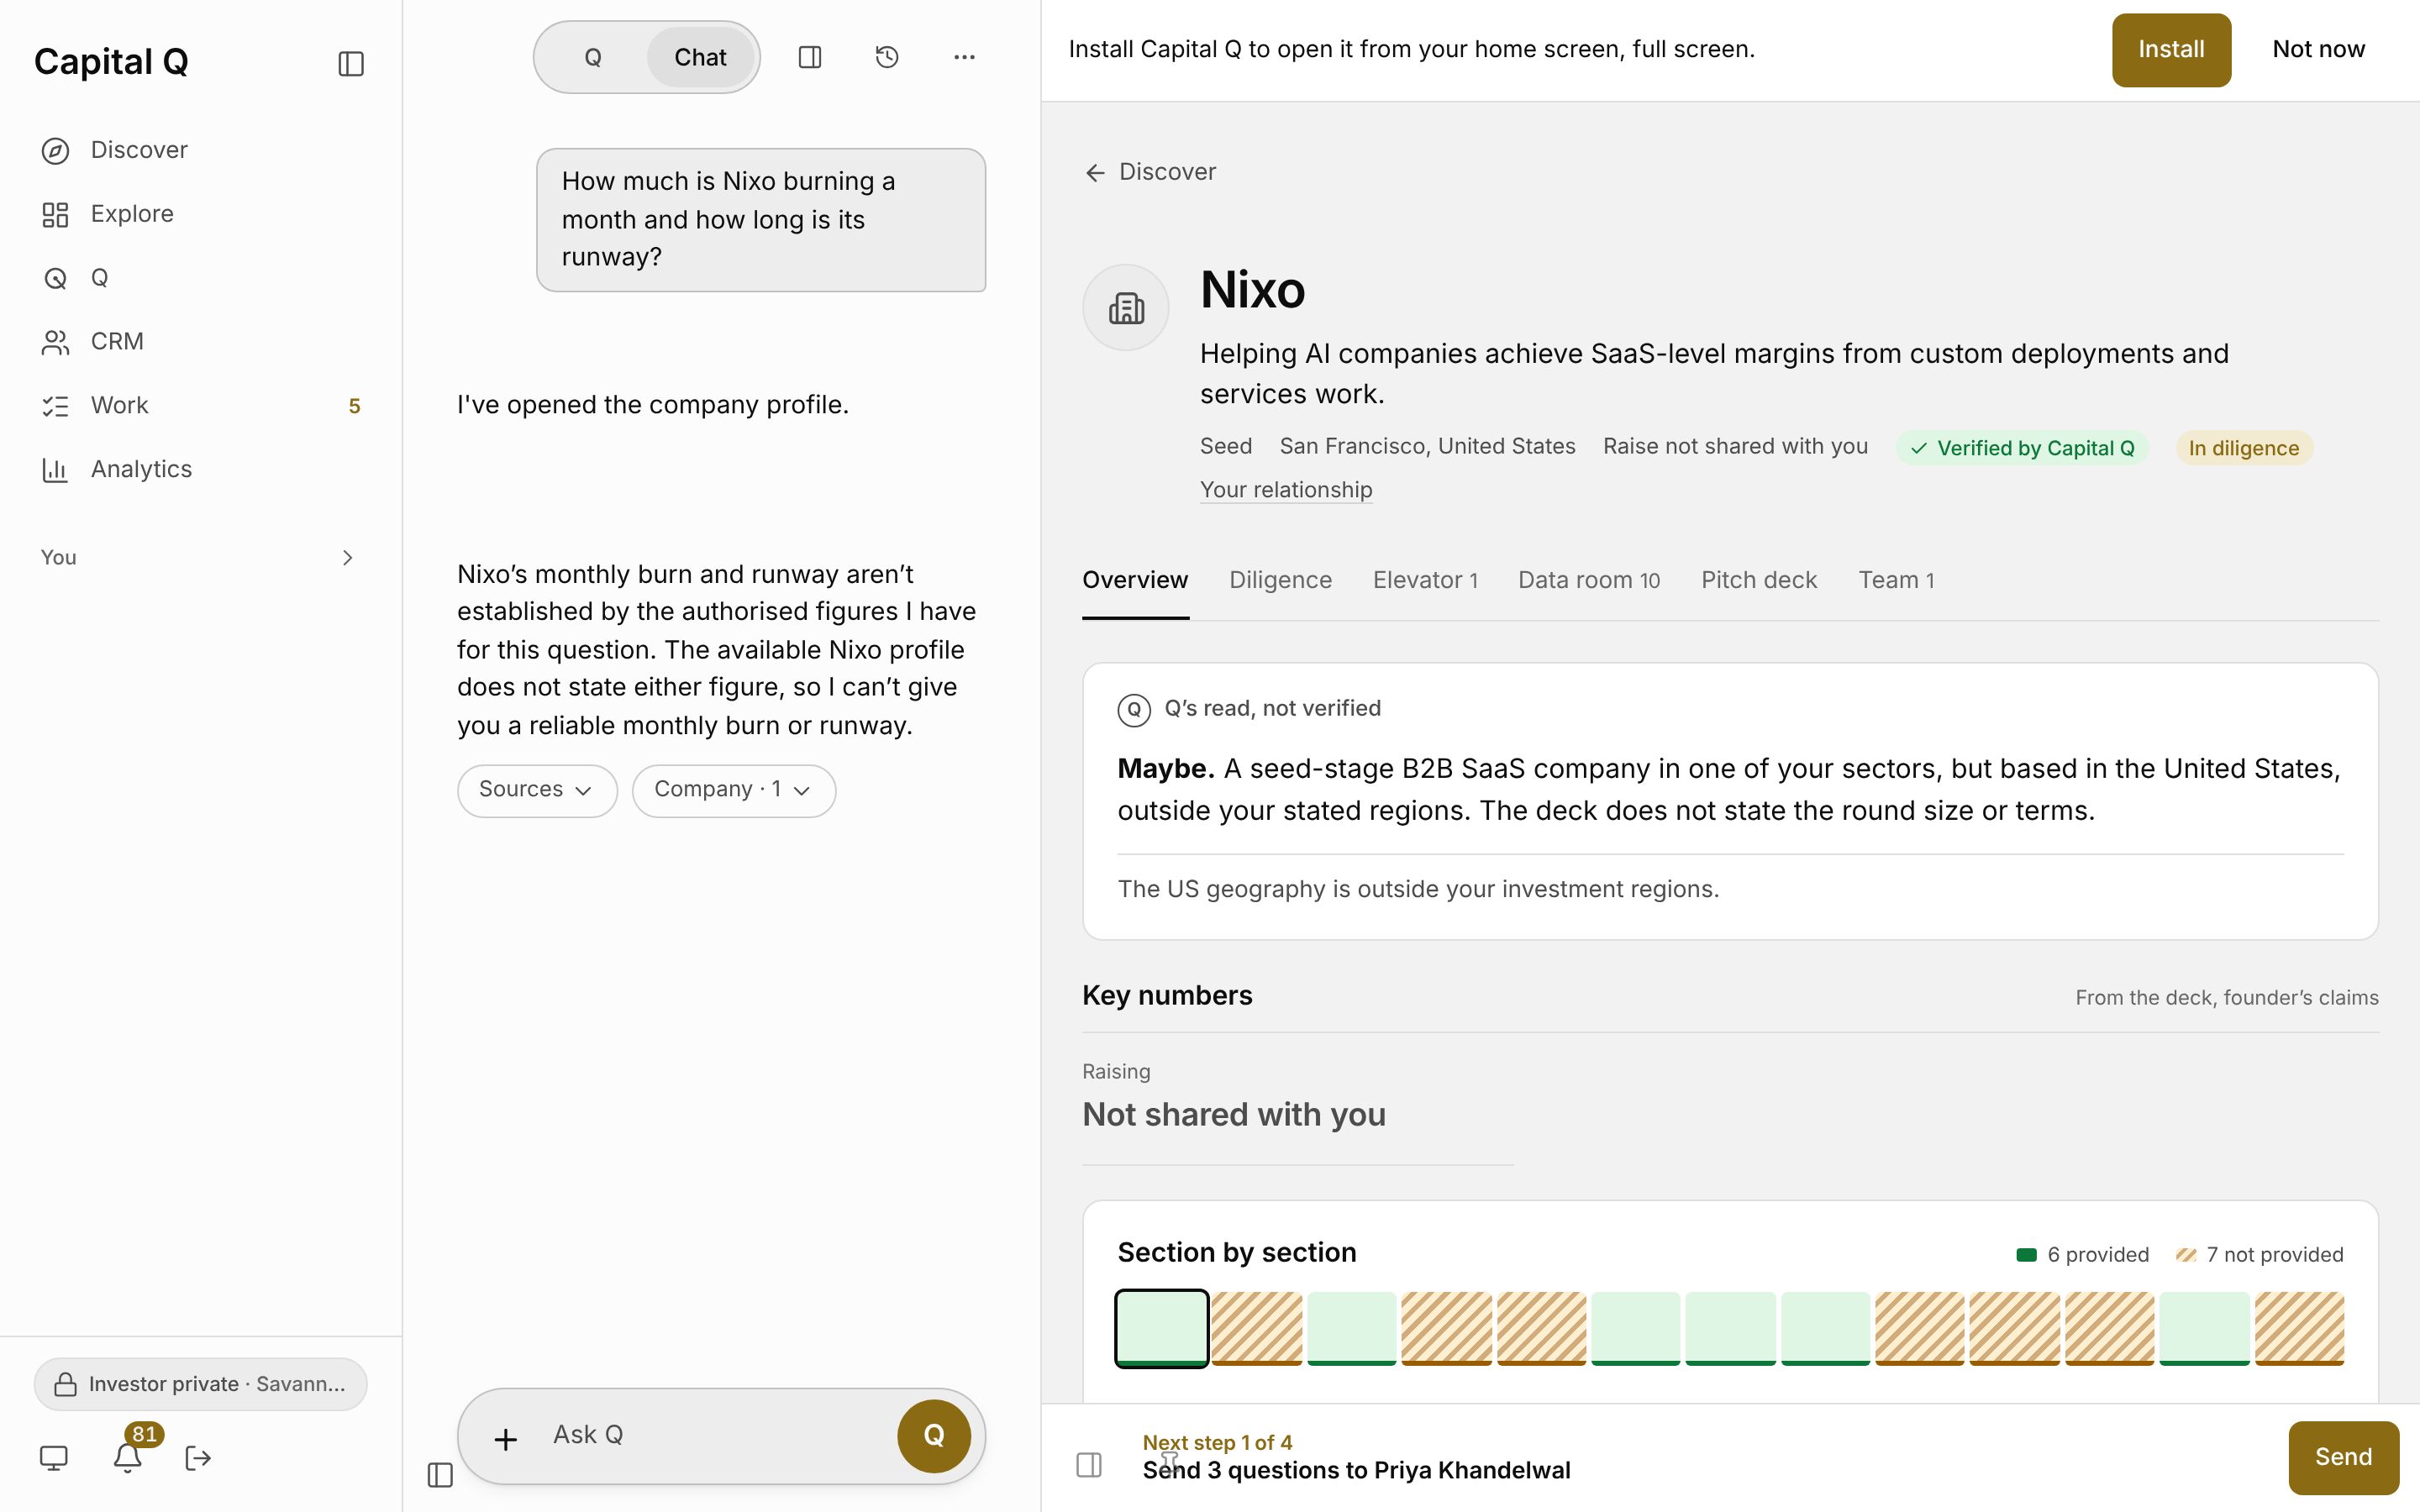 Capital Q
Discover
Explore
Q
CRM
Work 5
Analytics
You
Investor private · Savann...
81
Q Chat
How much is Nixo burning a
month and how long is its
runway?
I've opened the company profile.
Nixo’s monthly burn and runway aren’t
established by the authorised figures I have
for this question. The available Nixo profile
does not state either figure, so I can’t give
you a reliable monthly burn or runway.
Sources Company · 1
Ask Q Q
Install Capital Q to open it from your home screen, full screen. Install Not now
Discover
Nixo
Helping AI companies achieve SaaS-level margins from custom deployments and
services work.
Seed San Francisco, United States Raise not shared with you Verified by Capital Q In diligence
Your relationship
Overview Diligence Elevator 1 Data room 10 Pitch deck Team 1
Q Q’s read, not verified
Maybe. A seed-stage B2B SaaS company in one of your sectors, but based in the United States,
outside your stated regions. The deck does not state the round size or terms.
The US geography is outside your investment regions.
Key numbers From the deck, founder’s claims
Raising
Not shared with you
Section by section 6 provided 7 not provided
Next step 1 of 4
Send 3 questions to Priya Khandelwal
Send